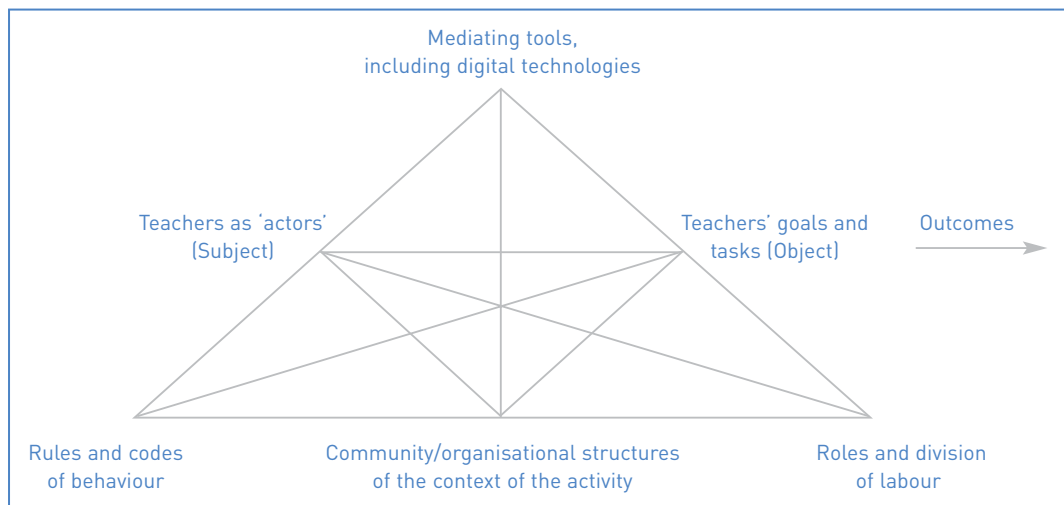 Mediating tools,
including digital technologies
Teachers as ‘actors’
(Subject)
Teachers’ goals and
tasks (Object)
Outcomes
Rules and codes
of behaviour
Community/organisational structures
of the context of the activity
Roles and division
of labour